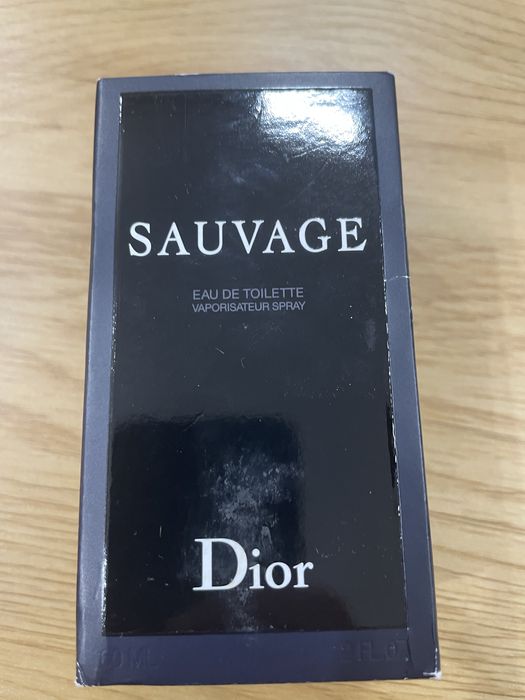 SAUVAGE
EAU DE TOILETTE
VAPORISATEUR SPRAY
Dior